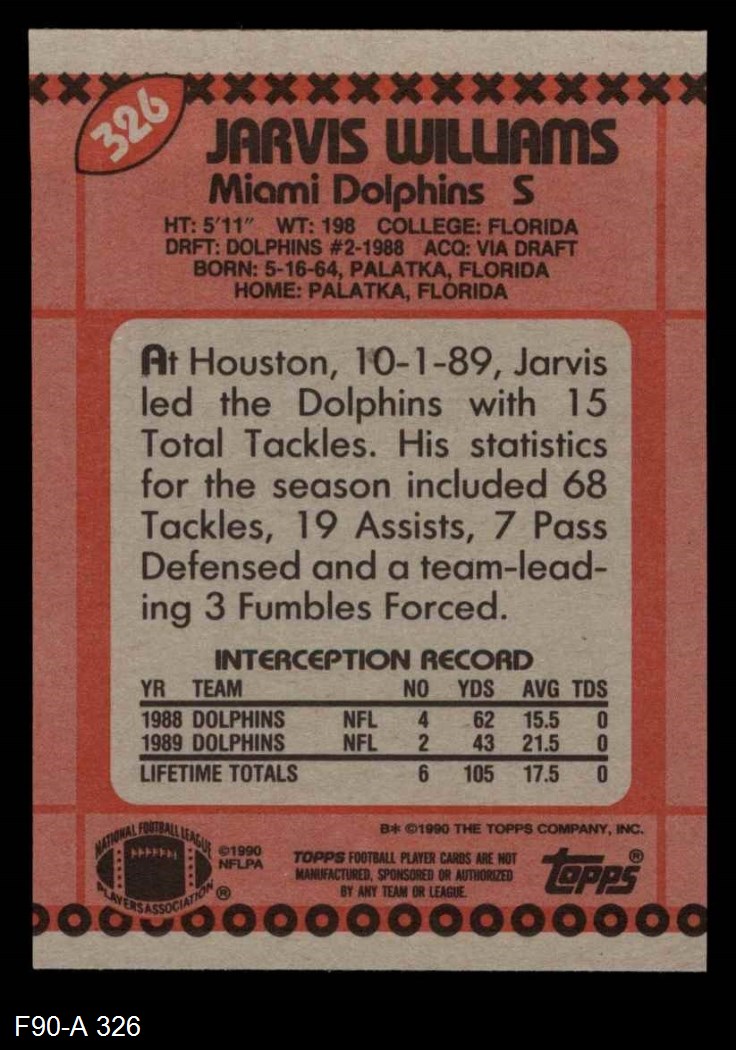 326
JARVIS WILLIAMS
Miami Dolphins S
HT: 5'11" WT: 198 COLLEGE: FLORIDA
DRFT: DOLPHINS #2-1988 ACQ: VIA DRAFT
BORN: 5-16-64, PALATKA, FLORIDA
HOME: PALATKA, FLORIDA
At Houston, 10-1-89, Jarvis
led the Dolphins with 15
Total Tackles. His statistics
for the season included 68
Tackles, 19 Assists, 7 Pass
Defensed and a team-lead-
ing 3 Fumbles Forced.
INTERCEPTION RECORD
YR TEAM NO YDS AVG TDS
1988 DOLPHINS NFL 4 62 15.5 0
1989 DOLPHINS NFL 2 43 21.5 0
LIFETIME TOTALS 6 105 17.5 0
B* ©1990 THE TOPPS COMPANY, INC.
NATIONAL FOOTBALL LEAGUE
PLAYERS ASSOCIATION ®
©1990
NFLPA
TOPPS FOOTBALL PLAYER CARDS ARE NOT
MANUFACTURED, SPONSORED OR AUTHORIZED
BY ANY TEAM OR LEAGUE.
Topps®
F90-A 326